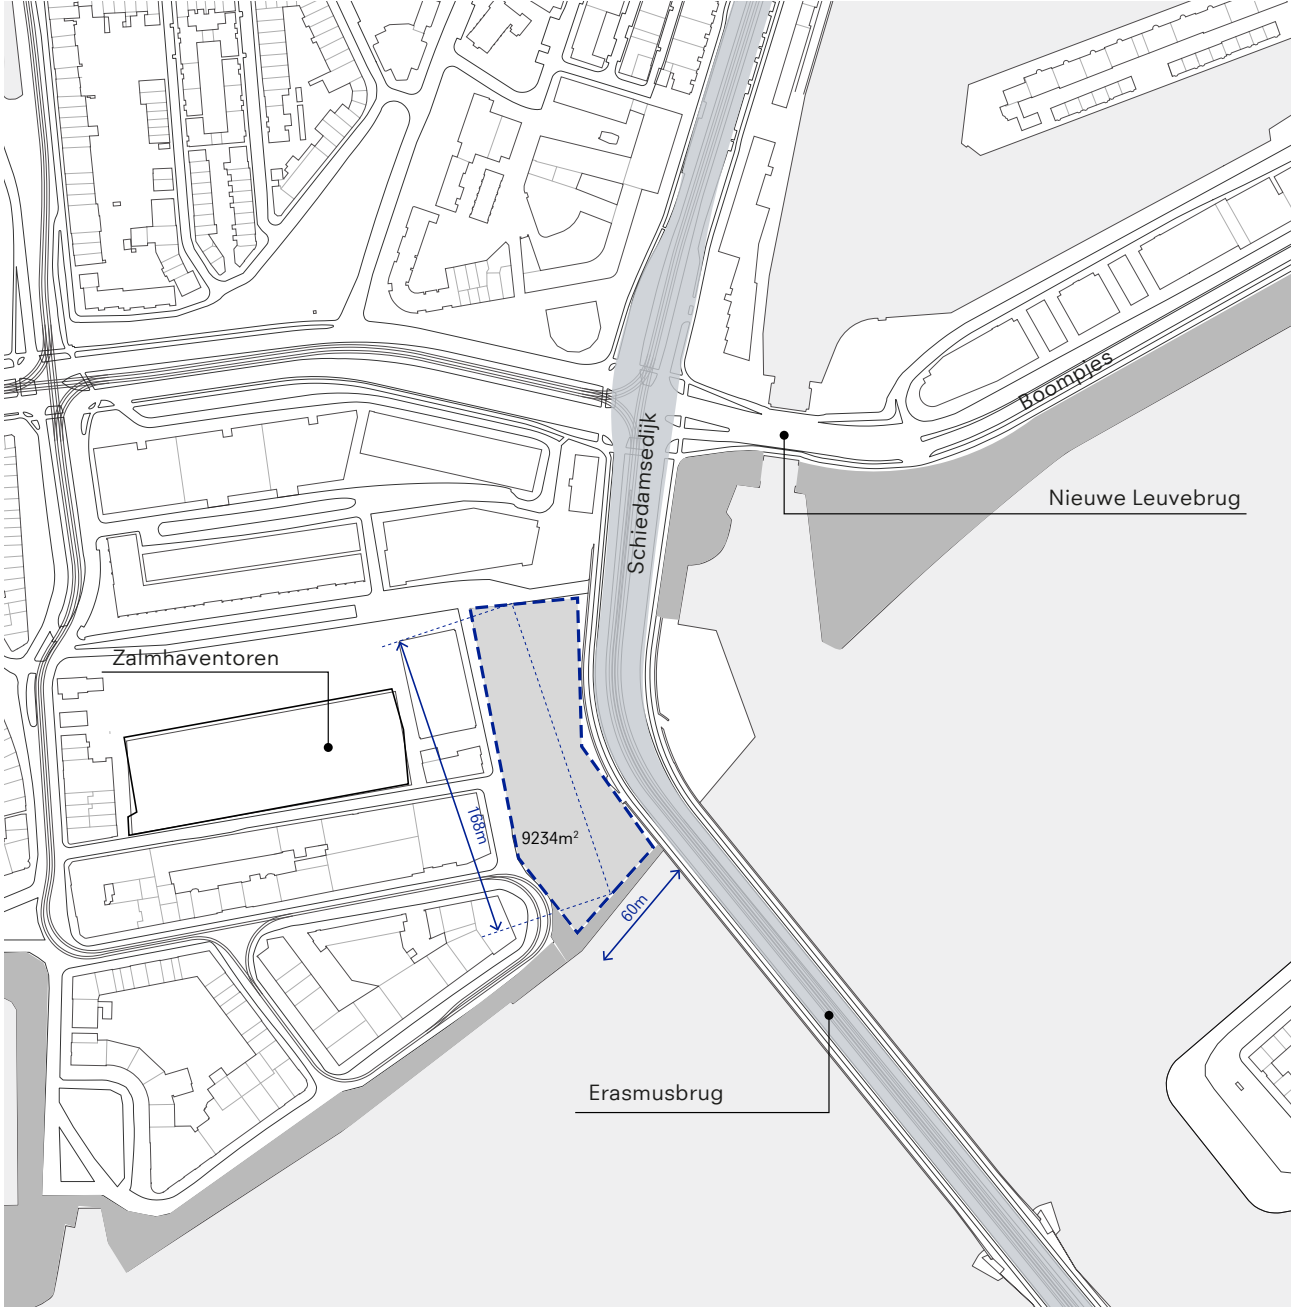 Boompjes
Schiedamsedijk
Nieuwe Leuvebrug
Zalmhaventoren
168m
9234m²
60m
Erasmusbrug